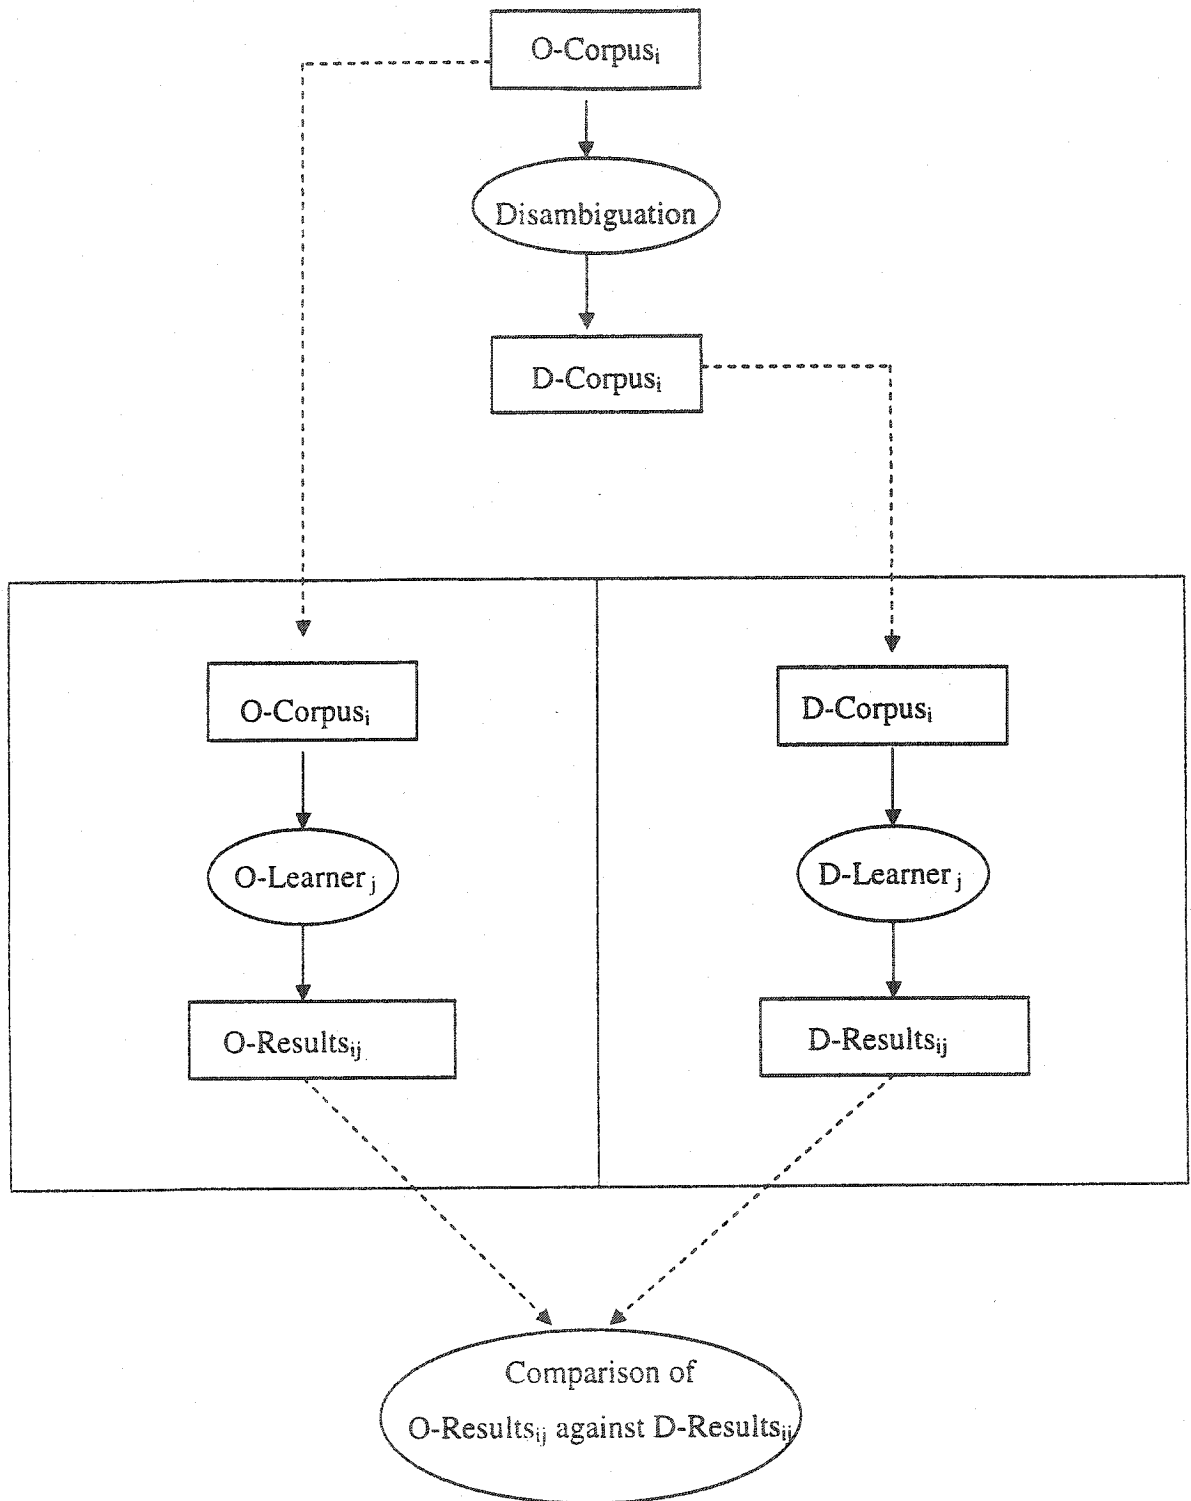 O-Corpusᵢ
Disambiguation
D-Corpusᵢ
O-Corpusᵢ
D-Corpusᵢ
O-Learner ⱼ
D-Learner ⱼ
O-Resultsᵢⱼ
D-Resultsᵢⱼ
Comparison of
O-Resultsᵢⱼ against D-Resultsᵢⱼ